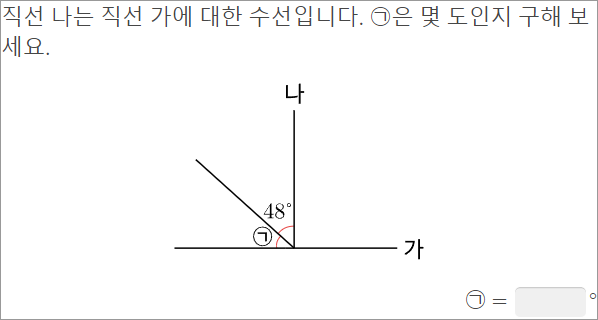 직선 나는 직선 가에 대한 수선입니다. ㉠은 몇 도인지 구해 보
세요.
나
48°
㉠
가
㉠ = °